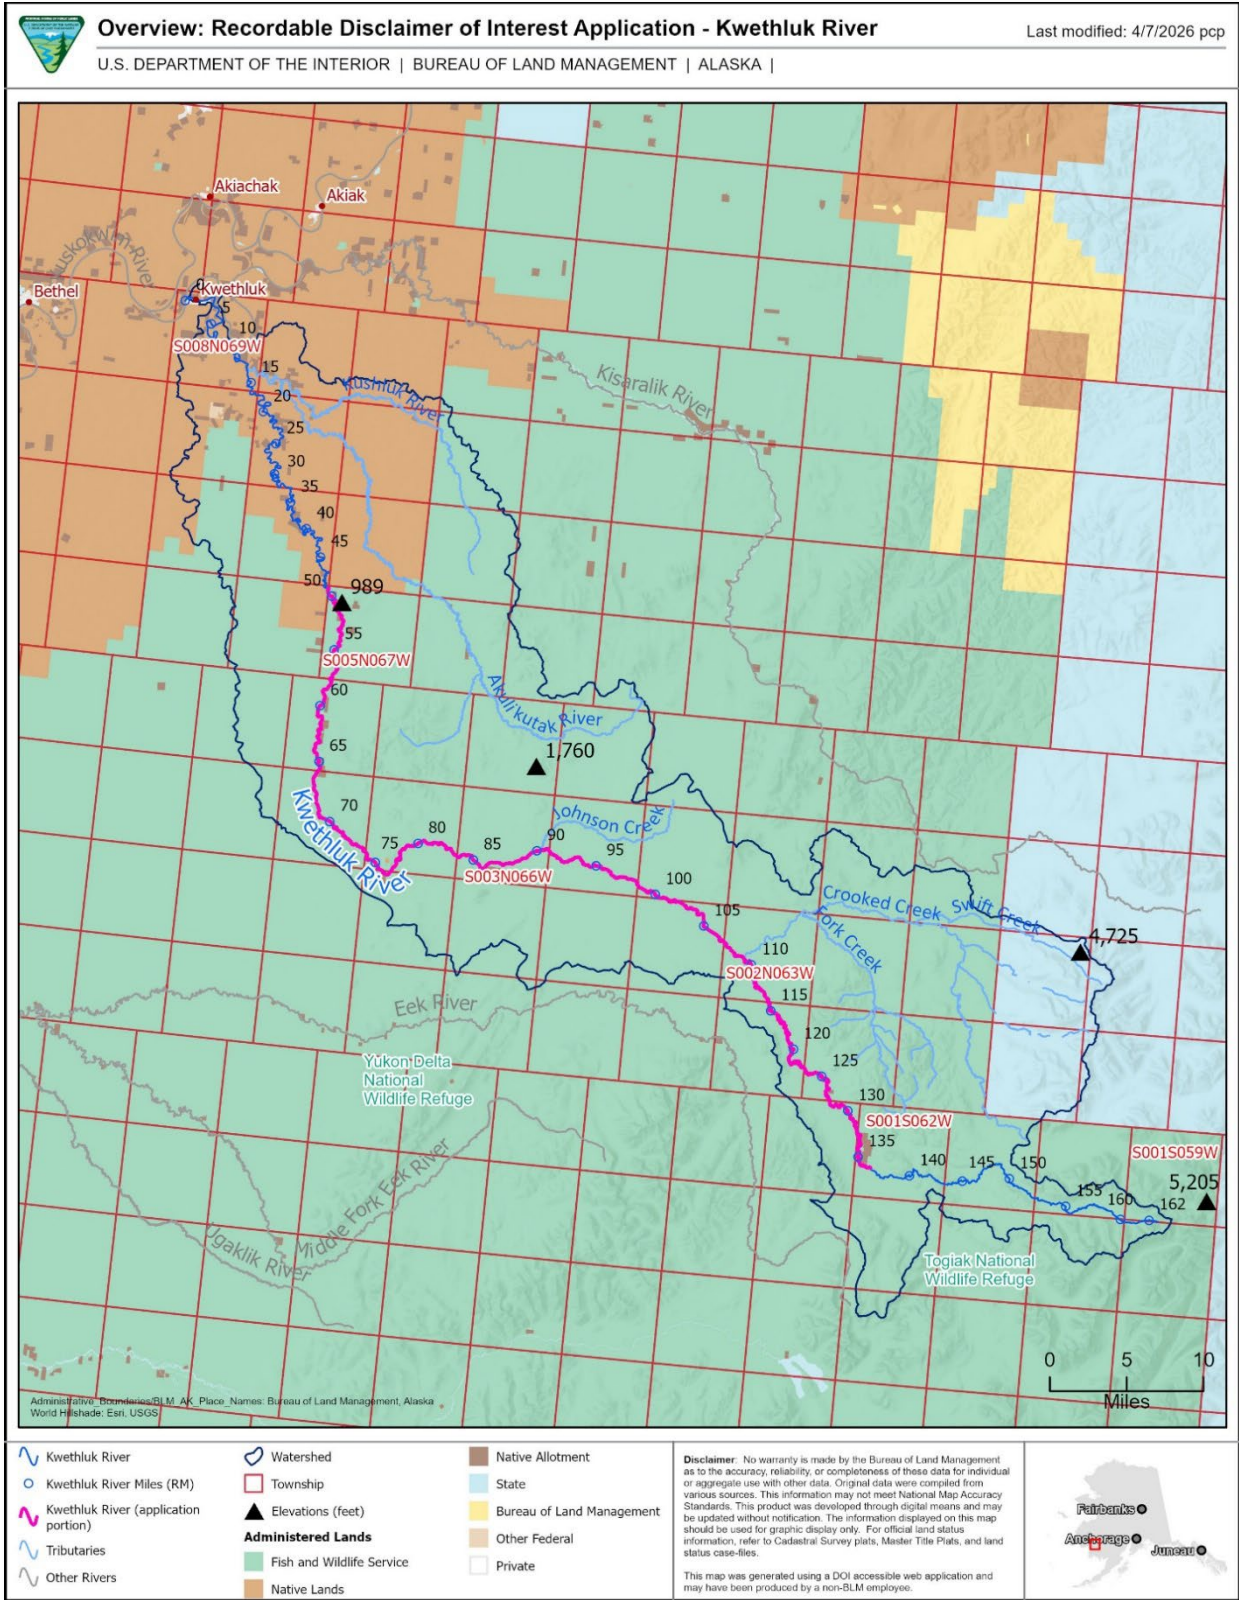 Overview: Recordable Disclaimer of Interest Application - Kwethluk River
Last modified: 4/7/2026 pcp
U.S. DEPARTMENT OF THE INTERIOR | BUREAU OF LAND MANAGEMENT | ALASKA |
Akiachak
Akiak
Kuskokwim River
Bethel
Kwethluk
0
5
10
S008N069W
15
Kushluk River
Kisaralik River
20
25
30
35
40
45
50
989
55
S005N067W
60
Akulikutak River
65
1,760
Kwethluk River
70
Johnson Creek
75
80
85
90
95
S003N066W
100
105
Crooked Creek
Swift Creek
Fork Creek
4,725
110
S002N063W
115
Eek River
120
Yukon Delta
National
Wildlife Refuge
125
130
S001S062W
135
140
145
150
S001S059W
5,205
155
160
162
Middle Fork Eek River
Ugaklik River
Togiak National
Wildlife Refuge
0 5 10
Miles
Administrative_Bounderies/BLM_AK_Place_Names: Bureau of Land Management, Alaska
World Hillshade: Esri, USGS
Kwethluk River
Kwethluk River Miles (RM)
Kwethluk River (application
portion)
Tributaries
Other Rivers
Watershed
Township
Elevations (feet)
Administered Lands
Fish and Wildlife Service
Native Lands
Native Allotment
State
Bureau of Land Management
Other Federal
Private
Disclaimer: No warranty is made by the Bureau of Land Management
as to the accuracy, reliability, or completeness of these data for individual
or aggregate use with other data. Original data were compiled from
various sources. This information may not meet National Map Accuracy
Standards. This product was developed through digital means and may
be updated without notification. The information displayed on this map
should be used for graphic display only. For official land status
information, refer to Cadastral Survey plats, Master Title Plats, and land
status case-files.
This map was generated using a DOI accessible web application and
may have been produced by a non-BLM employee.
Fairbanks
Anchorage
Juneau